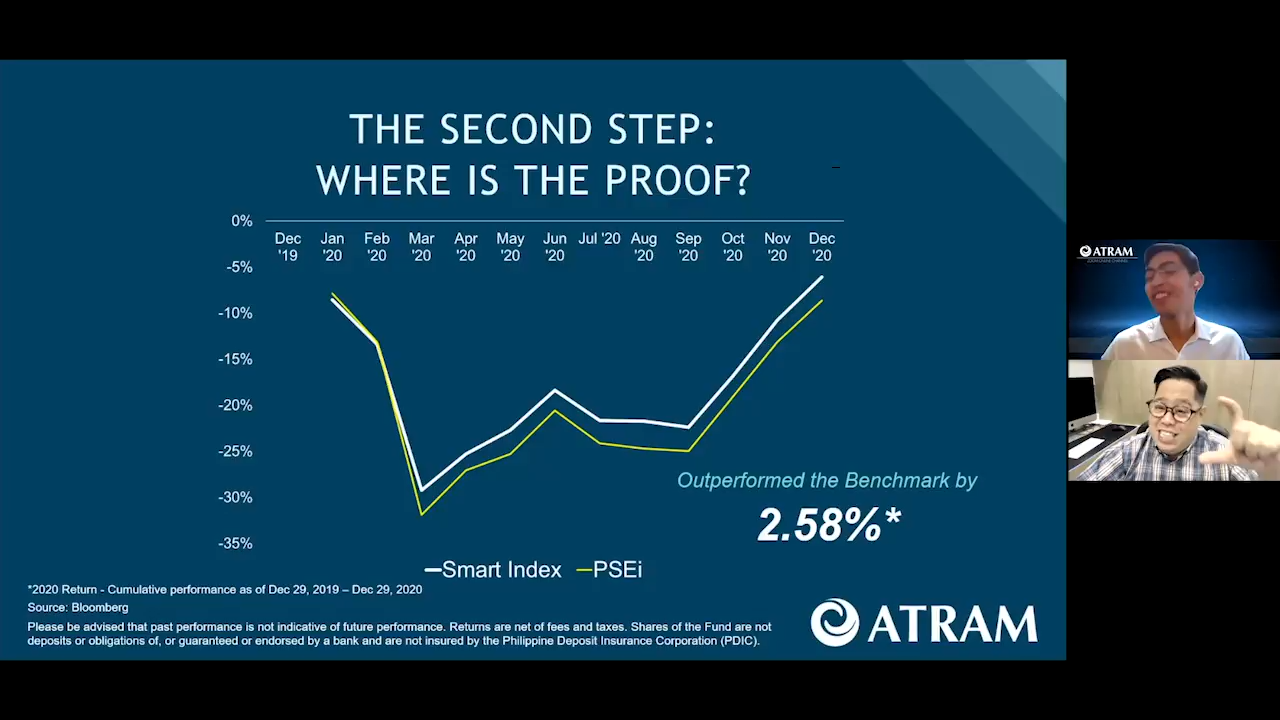 THE SECOND STEP:
WHERE IS THE PROOF?
0%
Dec '19
Jan '20
Feb '20
Mar '20
Apr '20
May '20
Jun '20
Jul '20
Aug '20
Sep '20
Oct '20
Nov '20
Dec '20
-5%
-10%
-15%
-20%
-25%
-30%
-35%
Outperformed the Benchmark by
2.58%*
Smart Index PSEi
*2020 Return - Cumulative performance as of Dec 29, 2019 – Dec 29, 2020
Source: Bloomberg
Please be advised that past performance is not indicative of future performance. Returns are net of fees and taxes. Shares of the Fund are not
deposits or obligations of, or guaranteed or endorsed by a bank and are not insured by the Philippine Deposit Insurance Corporation (PDIC).
ATRAM
ATRAM